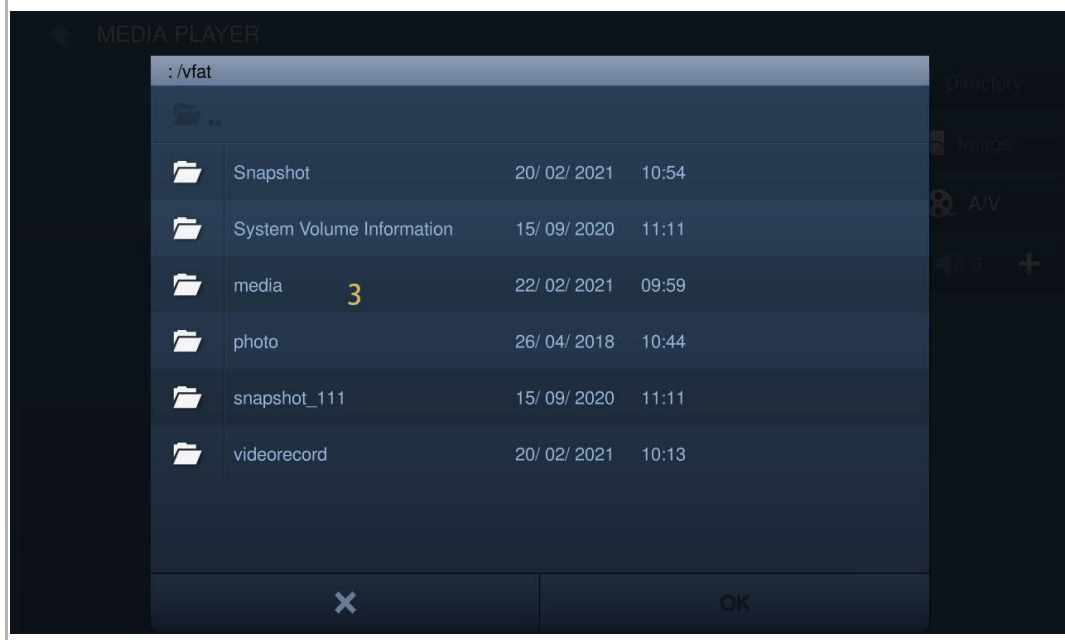 MEDIA PLAYER
: /vfat
Directory
..
Image
Snapshot 20/ 02/ 2021 10:54
A/V
System Volume Information 15/ 09/ 2020 11:11
3 +
media 3 22/ 02/ 2021 09:59
photo 26/ 04/ 2018 10:44
snapshot_111 15/ 09/ 2020 11:11
videorecord 20/ 02/ 2021 10:13
OK